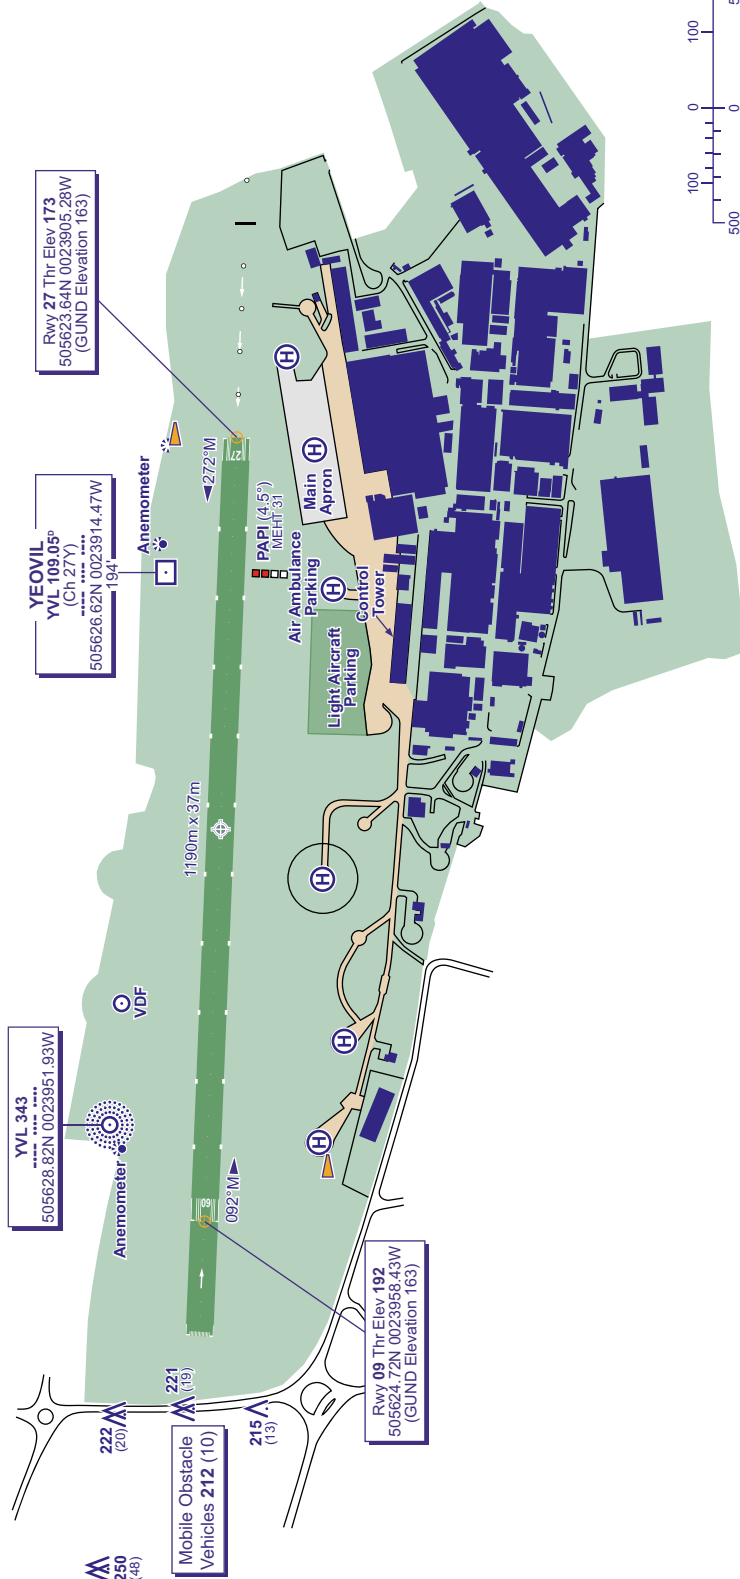 YVL 343
505628.82N 0023951.93W
YEOVIL
YVL 109.05º
(Ch 27Y)
505626.62N 0023914.47W
194'
Rwy 27 Thr Elev 173
505623.64N 0023905.28W
(GUND Elevation 163)
Anemometer
VDF
Anemometer
1190m x 37m
272°M
27
092°M
09
PAPI (4.5°)
MEHT 31
Air Ambulance
Parking
H
Main
Apron
H
H
Light Aircraft
Parking
Control
Tower
H
H
H
222
(20)
221
(19)
215
(13)
250
(48)
Mobile Obstacle
Vehicles 212 (10)
Rwy 09 Thr Elev 192
505624.72N 0023958.43W
(GUND Elevation 163)
100 0 100
500 0 5